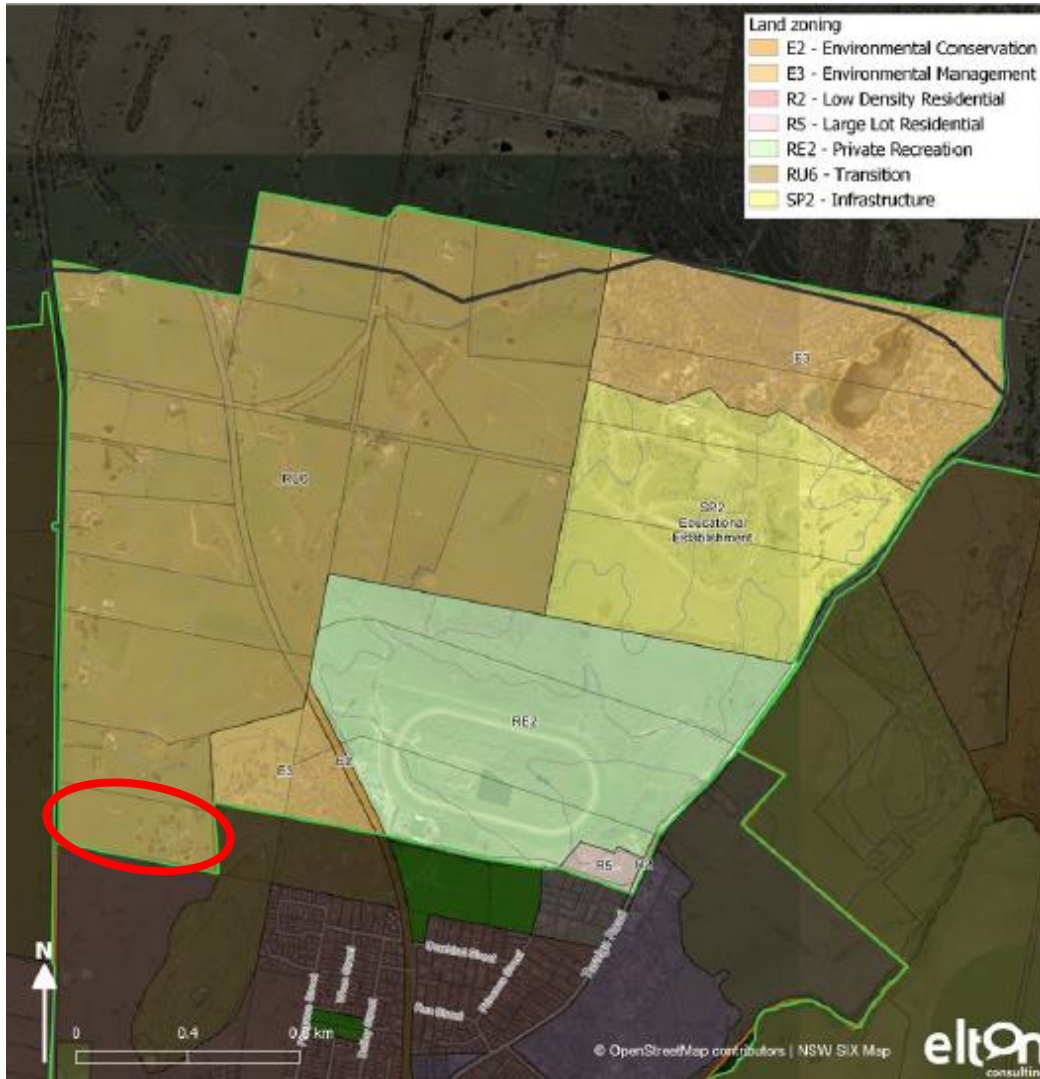 Land zoning
E2 - Environmental Conservation
E3 - Environmental Management
R2 - Low Density Residential
R5 - Large Lot Residential
RE2 - Private Recreation
RU6 - Transition
SP2 - Infrastructure
E3
RU6
SP2
Educational
Establishment
RE2
E3
E2
R5
R2
N
0
0.4
km
© OpenStreetMap contributors | NSW SIX Map
elton
consulting